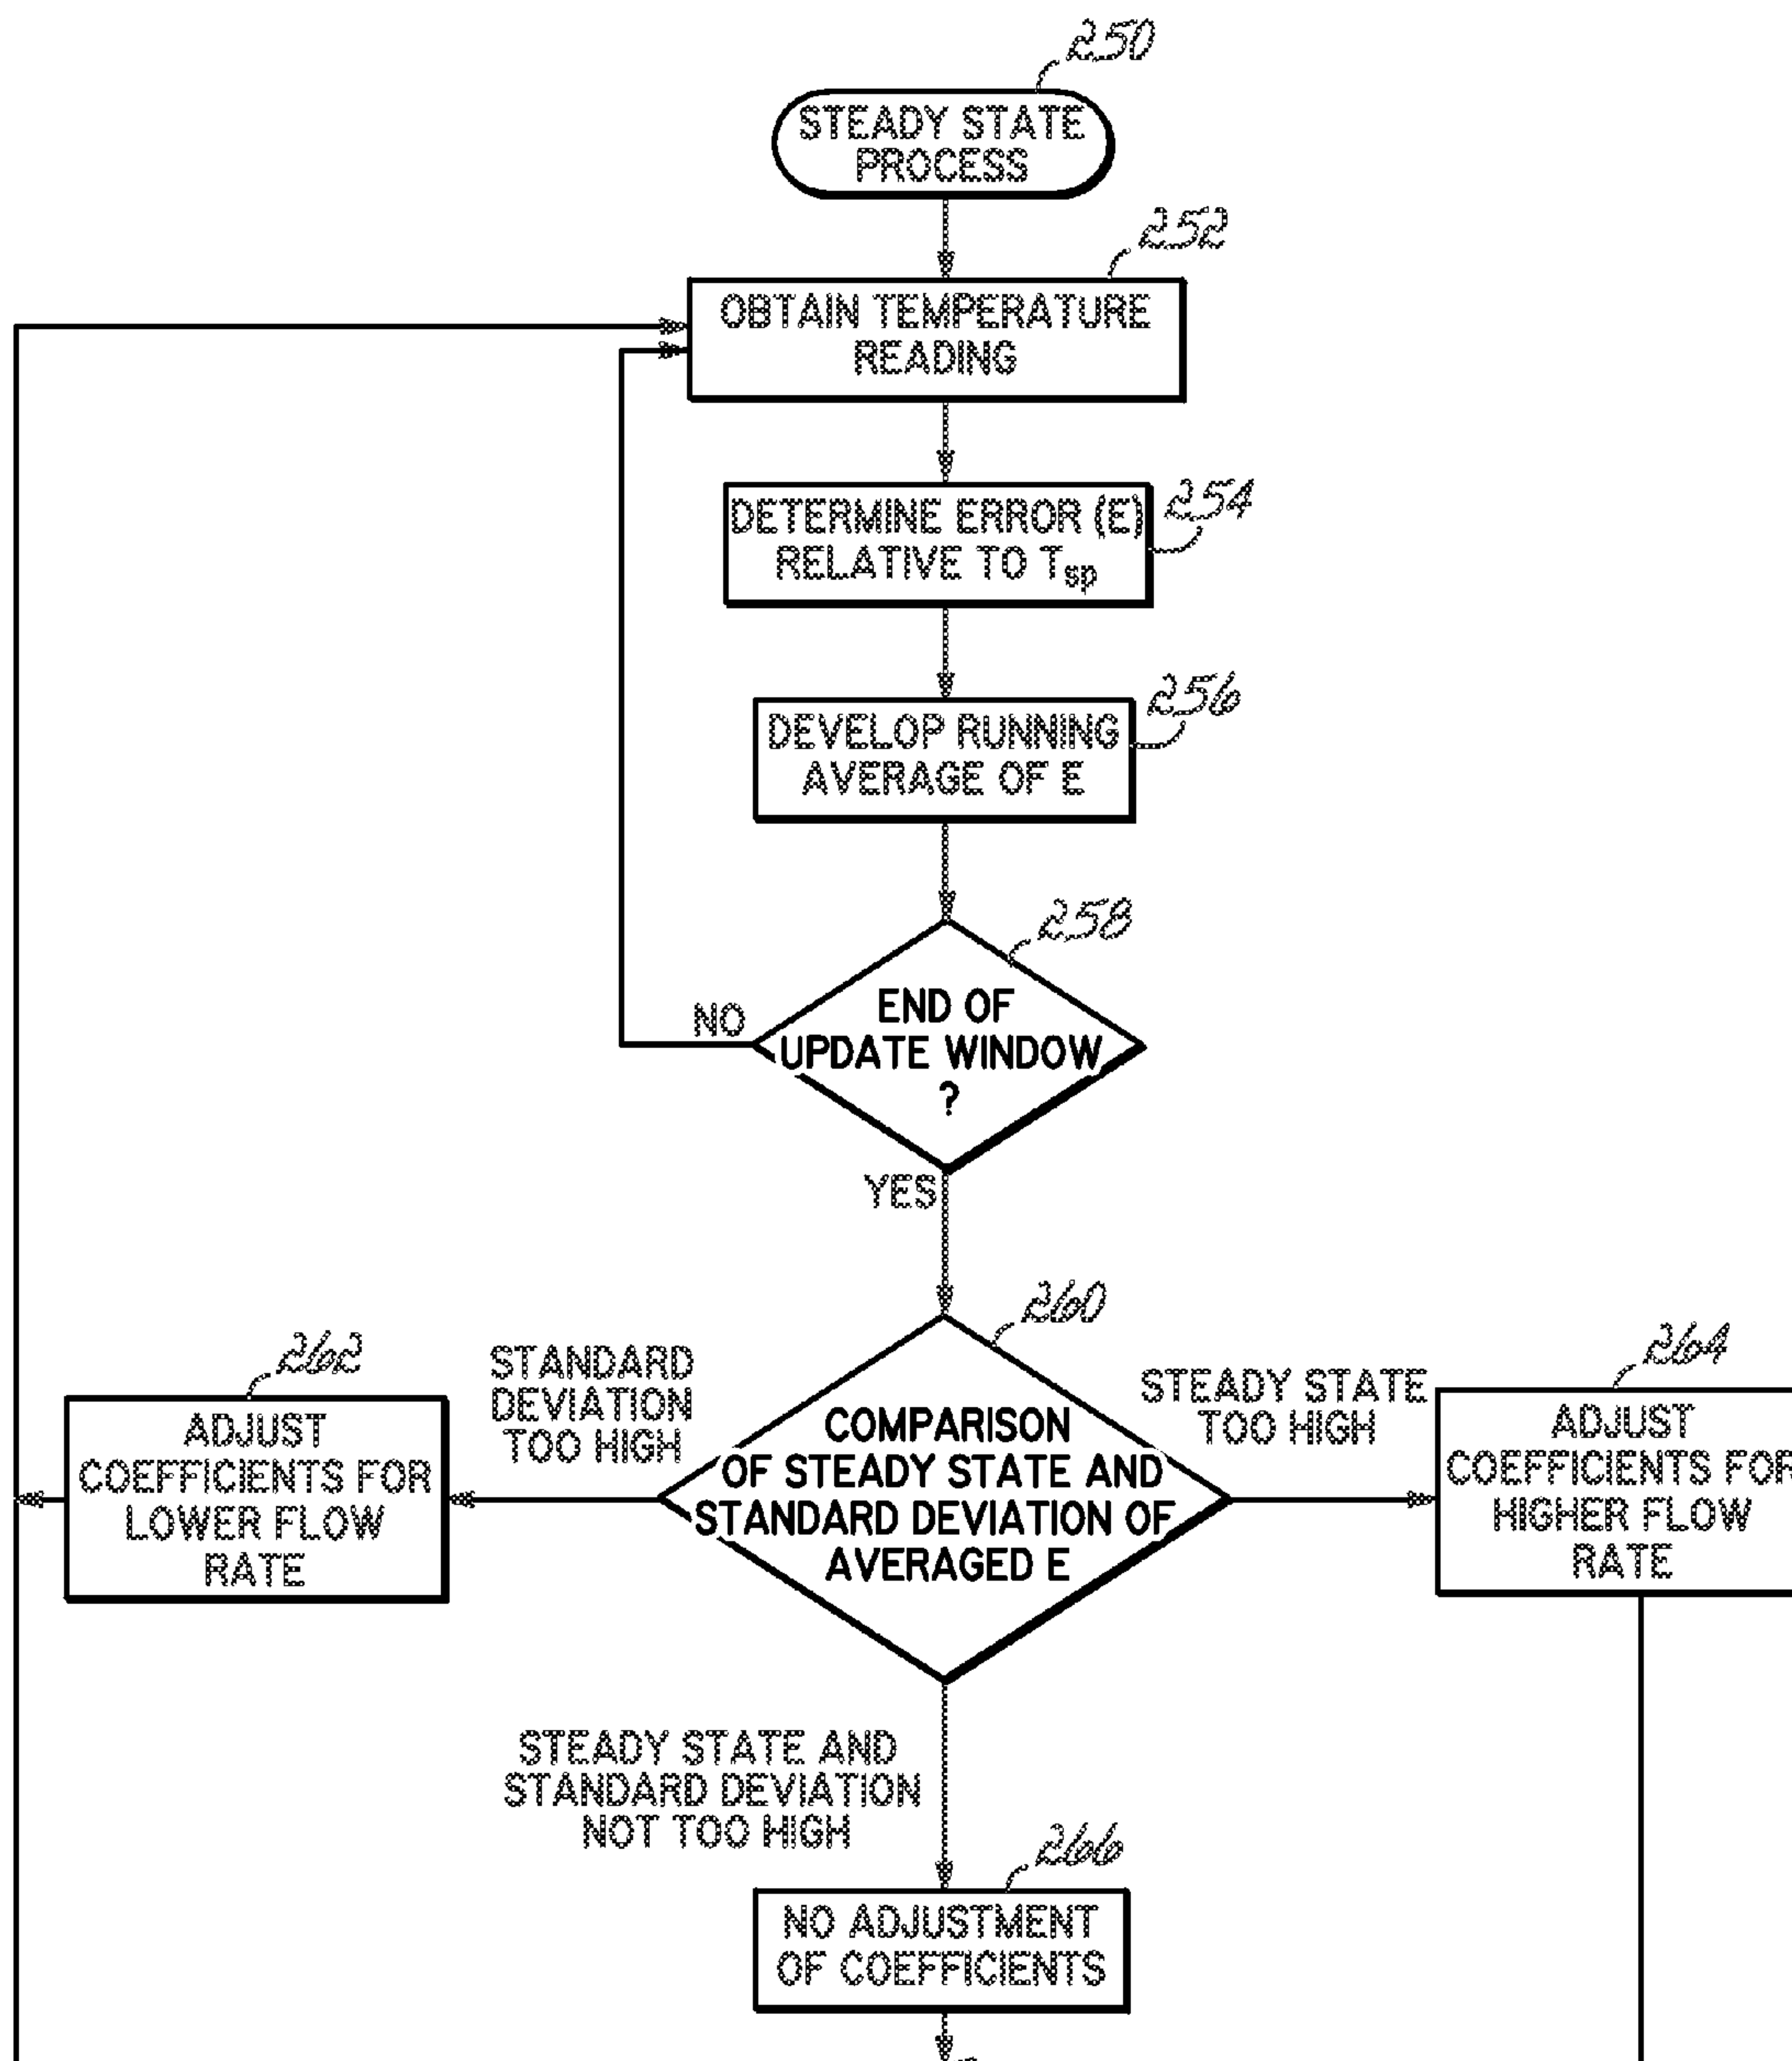 250
STEADY STATE
PROCESS
252
OBTAIN TEMPERATURE
READING
254
DETERMINE ERROR (E)
RELATIVE TO Tsp
256
DEVELOP RUNNING
AVERAGE OF E
258
END OF
UPDATE WINDOW
?
NO
YES
260
COMPARISON
OF STEADY STATE AND
STANDARD DEVIATION OF
AVERAGED E
STANDARD
DEVIATION
TOO HIGH
262
ADJUST
COEFFICIENTS FOR
LOWER FLOW
RATE
STEADY STATE
TOO HIGH
264
ADJUST
COEFFICIENTS FOR
HIGHER FLOW
RATE
STEADY STATE AND
STANDARD DEVIATION
NOT TOO HIGH
266
NO ADJUSTMENT
OF COEFFICIENTS